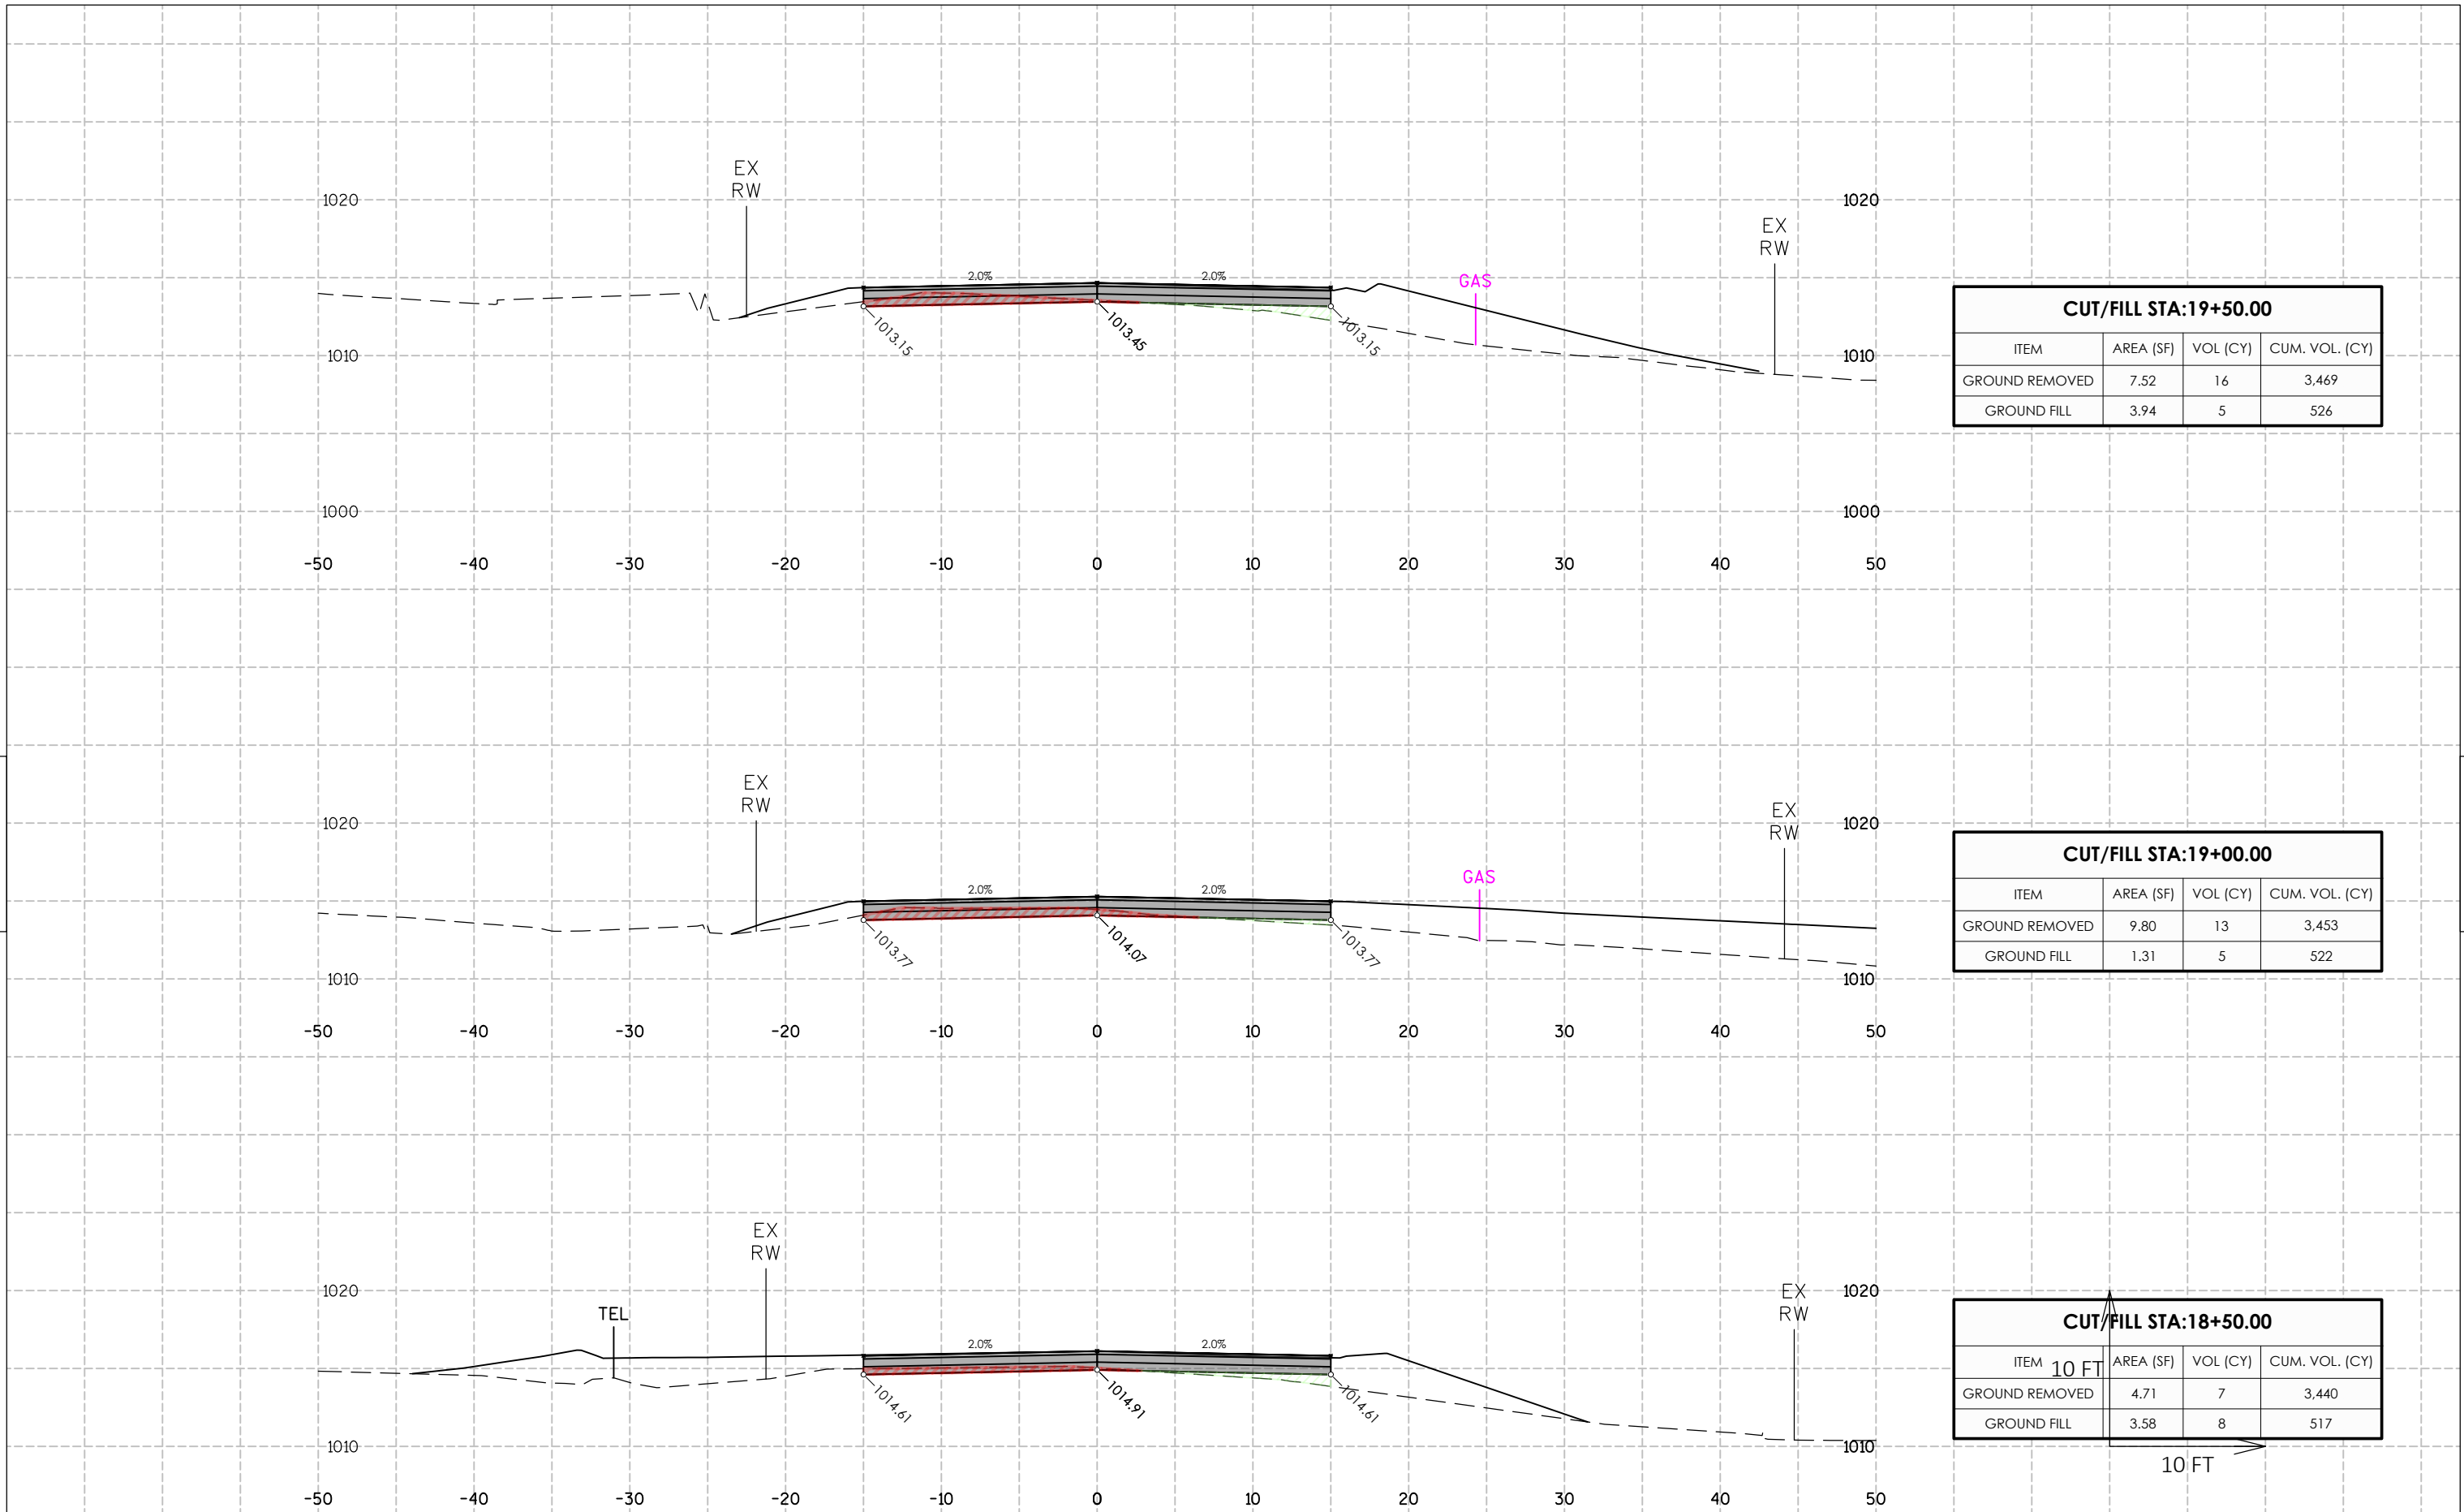 EX
RW
1020
1020
EX
RW
2.0%
2.0%
GAS
1013.15
1013.45
1013.15
1010
1010
1000
1000
-50 -40 -30 -20 -10 0 10 20 30 40 50
CUT/FILL STA:19+50.00
ITEM AREA (SF) VOL (CY) CUM. VOL. (CY)
GROUND REMOVED 7.52 16 3,469
GROUND FILL 3.94 5 526
EX
RW
1020
1020
EX
RW
2.0%
2.0%
GAS
1013.77
1014.07
1013.77
1010
1010
-50 -40 -30 -20 -10 0 10 20 30 40 50
CUT/FILL STA:19+00.00
ITEM AREA (SF) VOL (CY) CUM. VOL. (CY)
GROUND REMOVED 9.80 13 3,453
GROUND FILL 1.31 5 522
EX
RW
1020
1020
TEL
EX
RW
2.0%
2.0%
1014.61
1014.91
1014.61
1010
1010
-50 -40 -30 -20 -10 0 10 20 30 40 50
CUT/FILL STA:18+50.00
ITEM AREA (SF) VOL (CY) CUM. VOL. (CY)
GROUND REMOVED 4.71 7 3,440
GROUND FILL 3.58 8 517
10 FT
10 FT